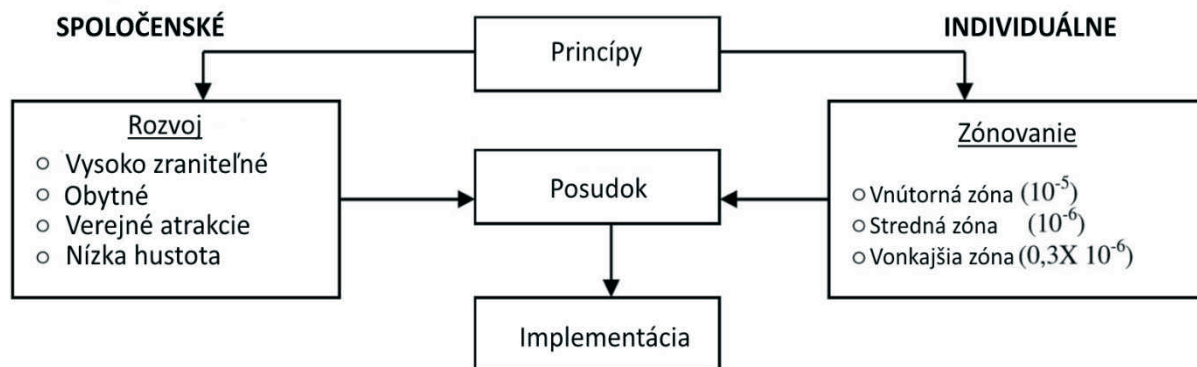 SPOLOČENSKÉ
Princípy
INDIVIDUÁLNE
Rozvoj
○ Vysoko zraniteľné
○ Obytné
○ Verejné atrakcie
○ Nízka hustota
Posudok
Zónovanie
○ Vnútorná zóna (10⁻⁵)
○ Stredná zóna (10⁻⁶)
○ Vonkajšia zóna (0,3X 10⁻⁶)
Implementácia